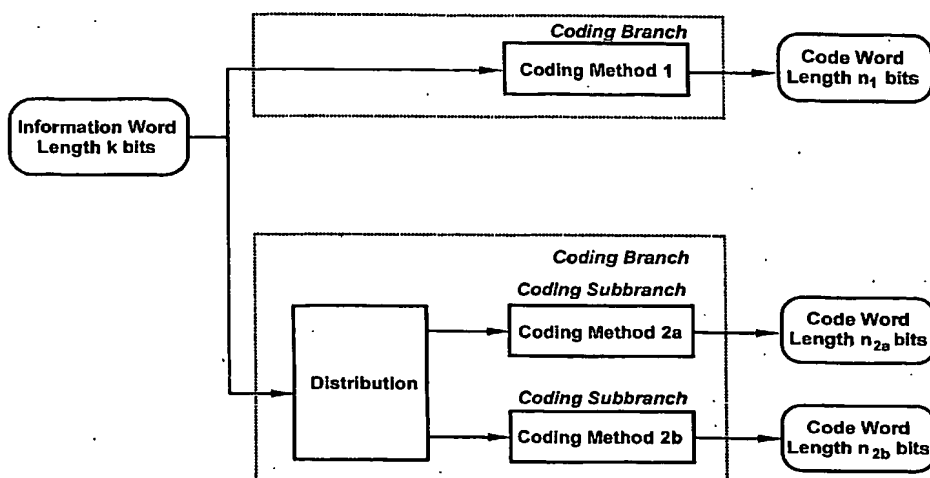 Coding Branch
Coding Method 1
Code Word
Length n₁ bits
Information Word
Length k bits
Coding Branch
Coding Subbranch
Coding Method 2a
Code Word
Length n₂ₐ bits
Distribution
Coding Subbranch
Coding Method 2b
Code Word
Length n2b bits